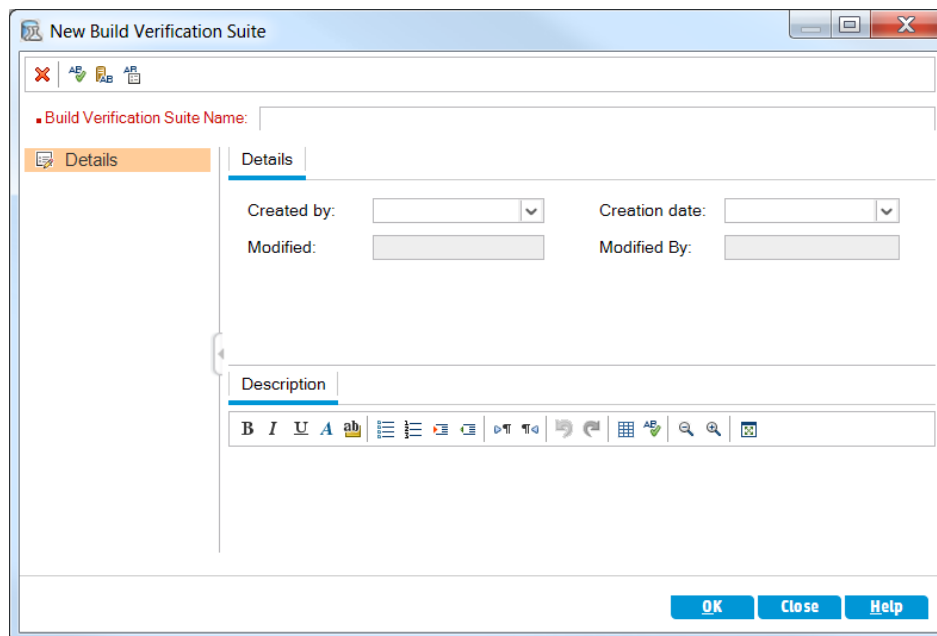 New Build Verification Suite
Build Verification Suite Name:
Details
Details
Created by:
Creation date:
Modified:
Modified By:
Description
B I U A ab
OK Close Help